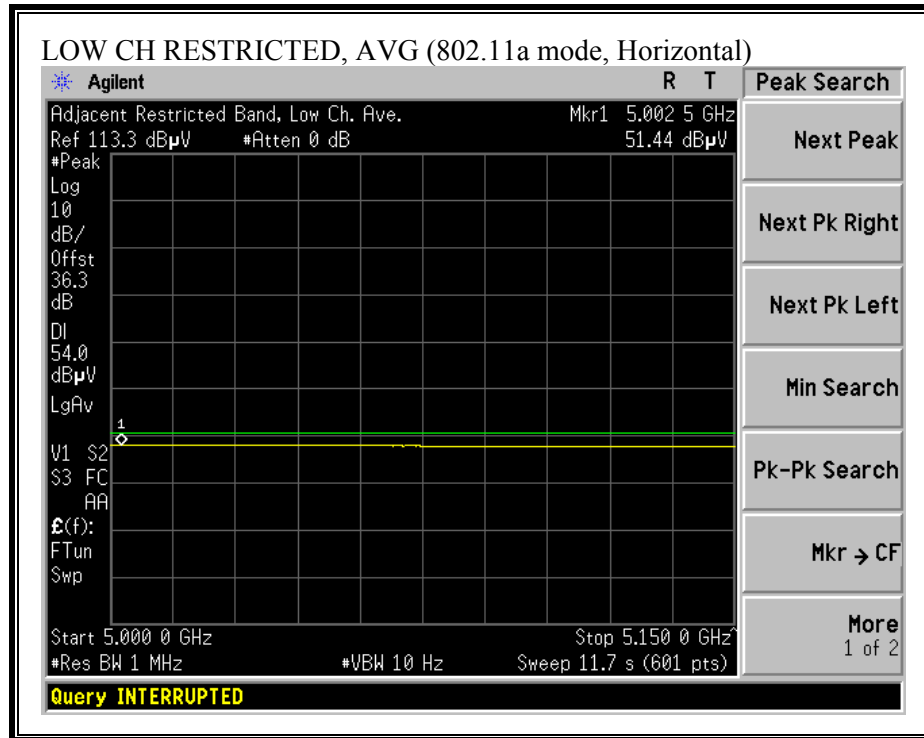 LOW CH RESTRICTED, AVG (802.11a mode, Horizontal)
Agilent
R T
Peak Search
Adjacent Restricted Band, Low Ch. Ave.
Mkr1 5.002 5 GHz
Ref 113.3 dBµV
#Atten 0 dB
51.44 dBµV
#Peak
Log
10
dB/
Offst
36.3
dB
DI
54.0
dBµV
LgAv
1
V1 S2
S3 FC
AA
£(f):
FTun
Swp
Start 5.000 0 GHz
Stop 5.150 0 GHz^
#Res BW 1 MHz
#VBW 10 Hz
Sweep 11.7 s (601 pts)
Query INTERRUPTED
Next Peak
Next Pk Right
Next Pk Left
Min Search
Pk-Pk Search
Mkr → CF
More
1 of 2